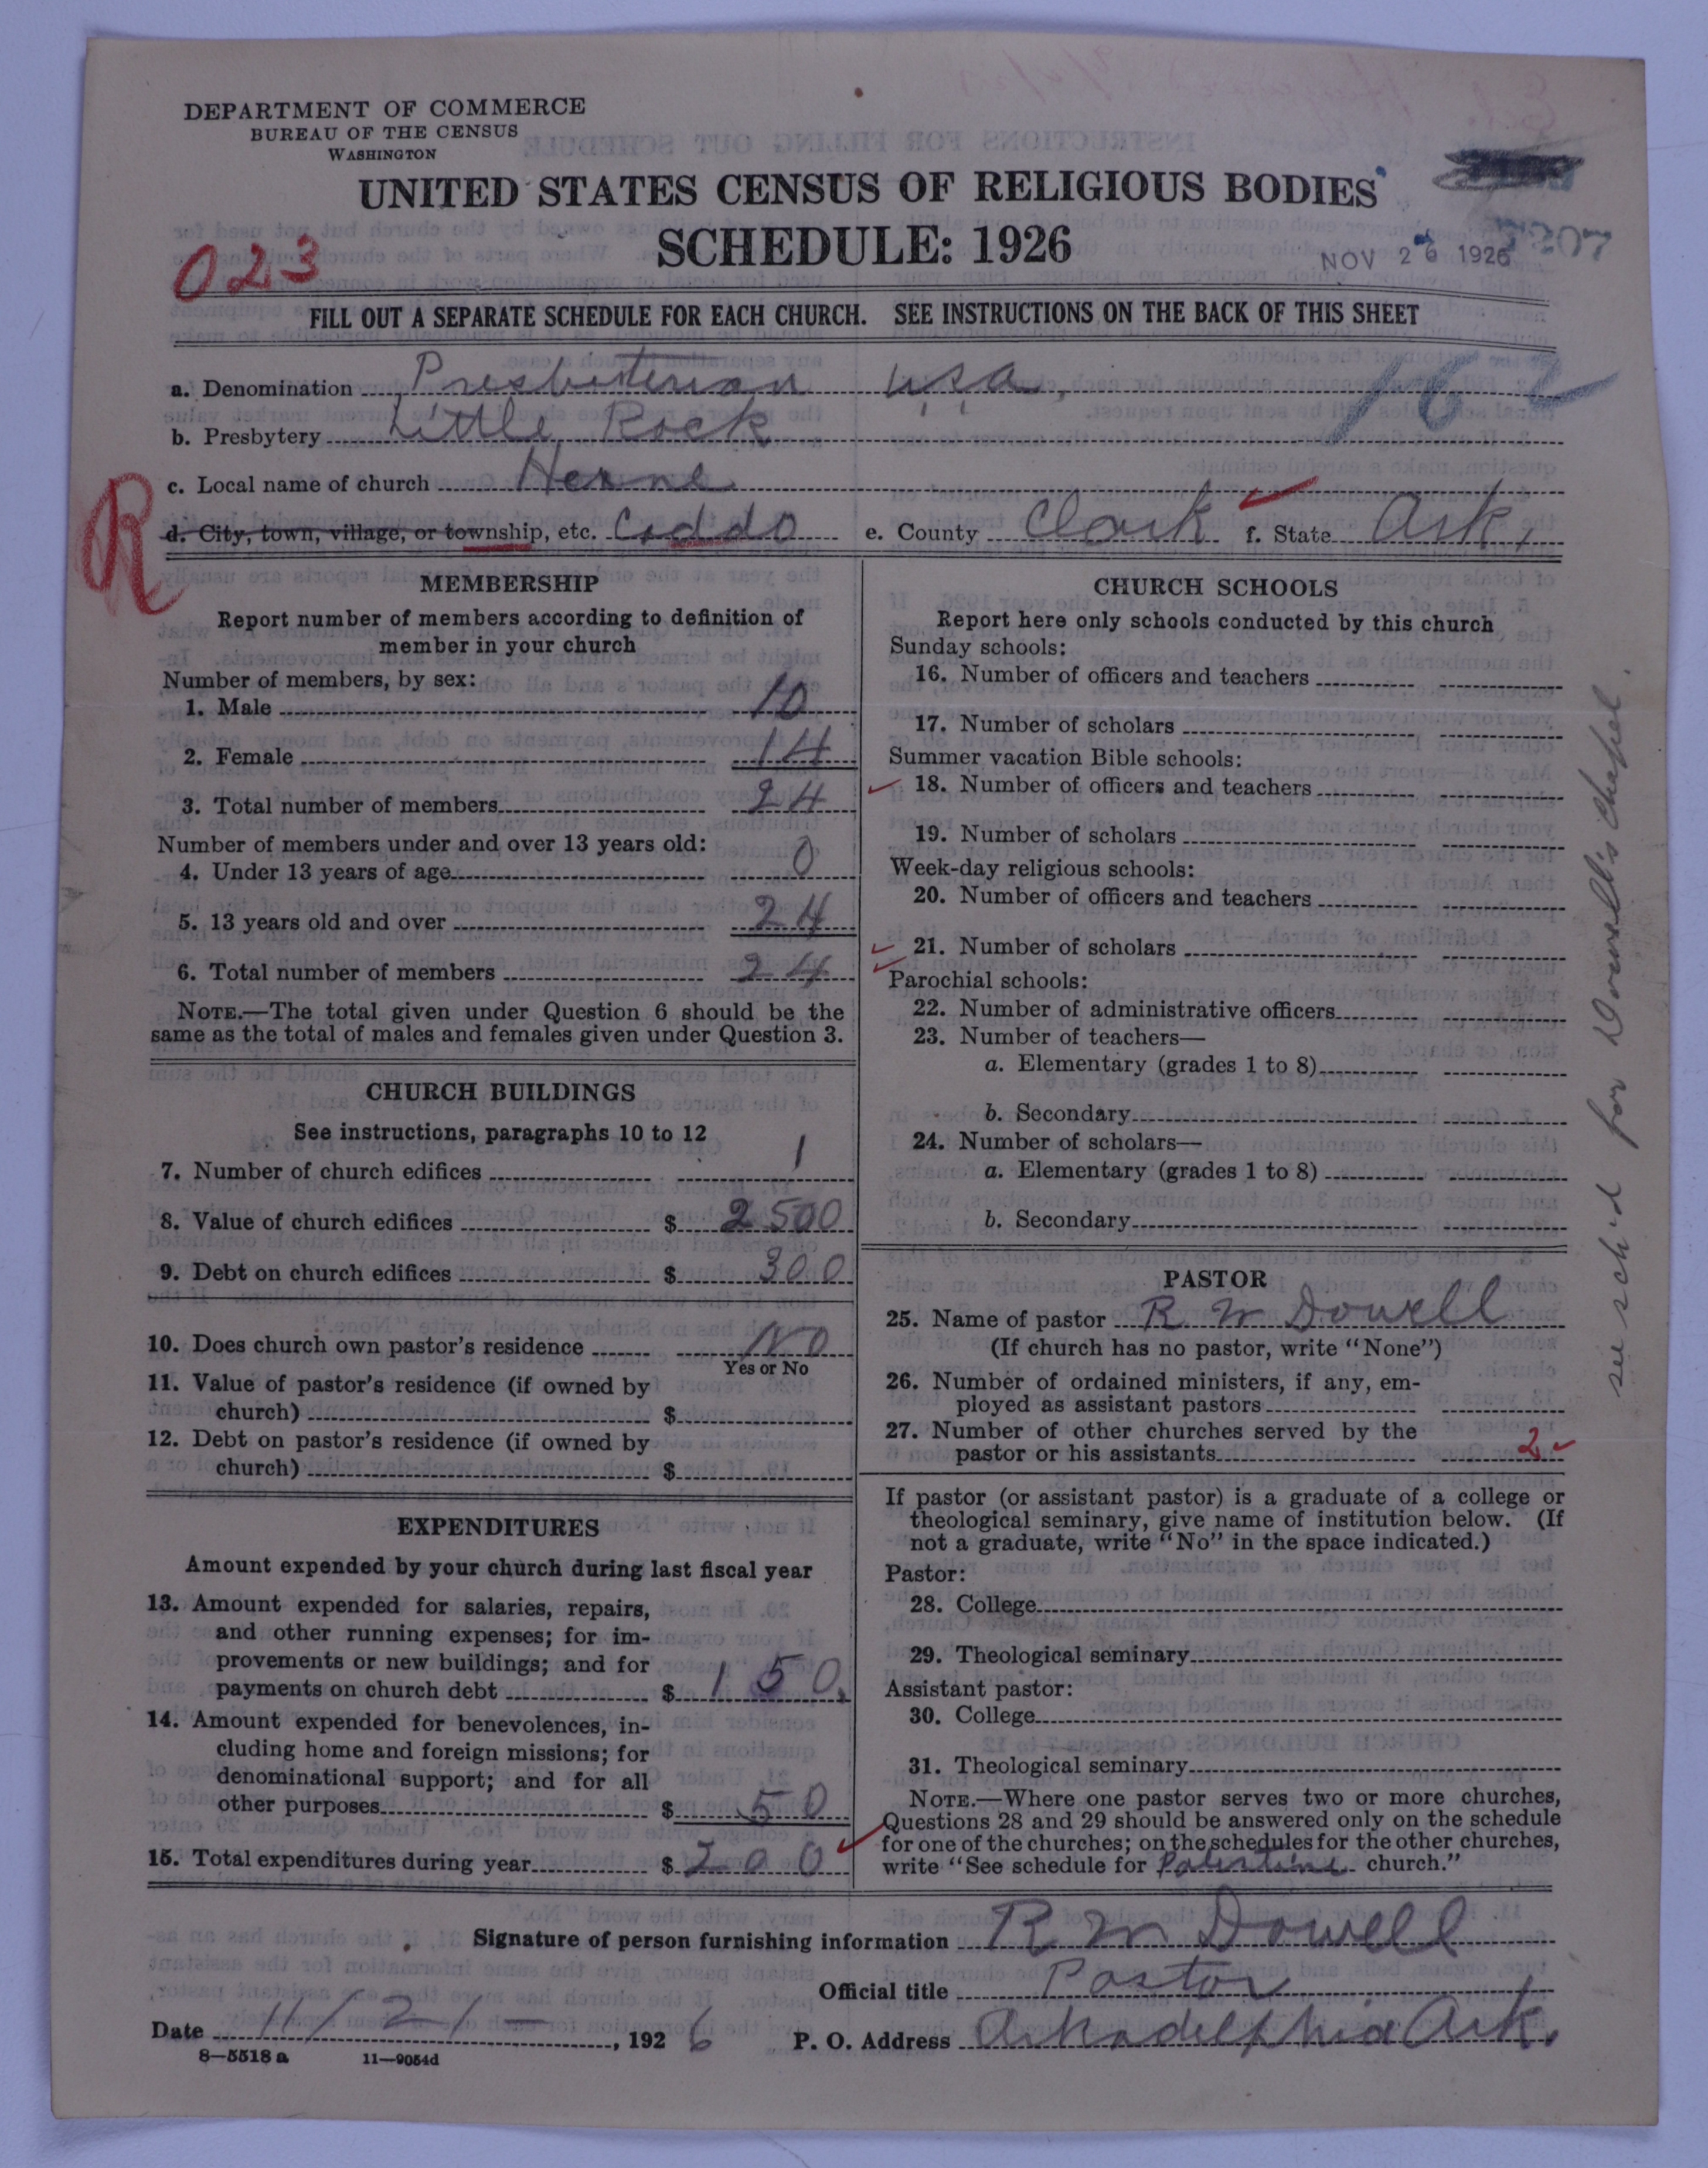 DEPARTMENT OF COMMERCE
BUREAU OF THE CENSUS
WASHINGTON
UNITED STATES CENSUS OF RELIGIOUS BODIES
SCHEDULE: 1926
023
NOV 26 1926
7207
FILL OUT A SEPARATE SCHEDULE FOR EACH CHURCH. SEE INSTRUCTIONS ON THE BACK OF THIS SHEET
a. Denomination Presbyterian U.S.A.
162
b. Presbytery Little Rock
R
c. Local name of church Hearne
d. City, town, village, or township, etc. Caddo e. County Clark f. State Ark.
MEMBERSHIP
Report number of members according to definition of
member in your church
Number of members, by sex:
1. Male 10
2. Female 14
3. Total number of members 24
Number of members under and over 13 years old:
4. Under 13 years of age 0
5. 13 years old and over 24
6. Total number of members 24
NOTE.—The total given under Question 6 should be the
same as the total of males and females given under Question 3.
CHURCH BUILDINGS
See instructions, paragraphs 10 to 12
7. Number of church edifices 1
8. Value of church edifices $ 2500
9. Debt on church edifices $ 300
10. Does church own pastor's residence No
Yes or No
11. Value of pastor's residence (if owned by
church) $
12. Debt on pastor's residence (if owned by
church) $
EXPENDITURES
Amount expended by your church during last fiscal year
13. Amount expended for salaries, repairs,
and other running expenses; for im-
provements or new buildings; and for
payments on church debt $ 150.
14. Amount expended for benevolences, in-
cluding home and foreign missions; for
denominational support; and for all
other purposes $ 50
15. Total expenditures during year $ 200
CHURCH SCHOOLS
Report here only schools conducted by this church
Sunday schools:
16. Number of officers and teachers
17. Number of scholars
Summer vacation Bible schools:
18. Number of officers and teachers
19. Number of scholars
Week-day religious schools:
20. Number of officers and teachers
21. Number of scholars
Parochial schools:
22. Number of administrative officers
23. Number of teachers—
a. Elementary (grades 1 to 8)
b. Secondary
24. Number of scholars—
a. Elementary (grades 1 to 8)
b. Secondary
PASTOR
25. Name of pastor R M Dowell
(If church has no pastor, write "None")
26. Number of ordained ministers, if any, em-
ployed as assistant pastors
27. Number of other churches served by the
pastor or his assistants 2
If pastor (or assistant pastor) is a graduate of a college or
theological seminary, give name of institution below. (If
not a graduate, write "No" in the space indicated.)
Pastor:
28. College
29. Theological seminary
Assistant pastor:
30. College
31. Theological seminary
NOTE.—Where one pastor serves two or more churches,
Questions 28 and 29 should be answered only on the schedule
for one of the churches; on the schedules for the other churches,
write "See schedule for Palestine church."
see sched for Dowell's chapel.
Signature of person furnishing information R M Dowell
Official title Pastor
Date 11/21—, 1926 P. O. Address Arkadelphia Ark.
8—5518a 11—9054d